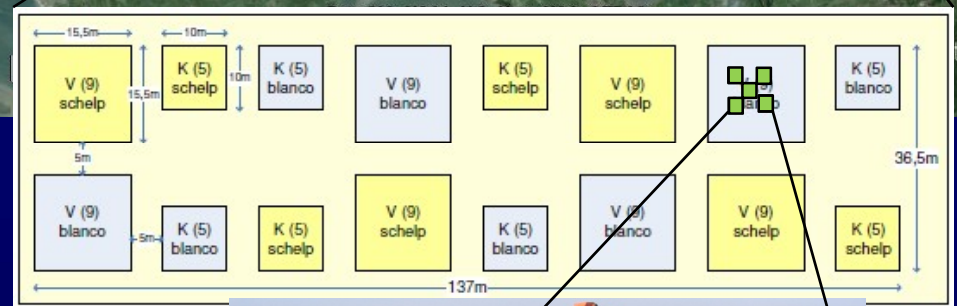 15,5m
10m
V (9)
schelp
15,5m
K (5)
schelp
10m
K (5)
blanco
V (9)
blanco
K (5)
schelp
V (9)
schelp
K (5)
blanco
5m
36,5m
V (9)
blanco
5m
K (5)
blanco
K (5)
schelp
V (9)
schelp
K (5)
blanco
V (9)
blanco
V (9)
schelp
K (5)
schelp
137m